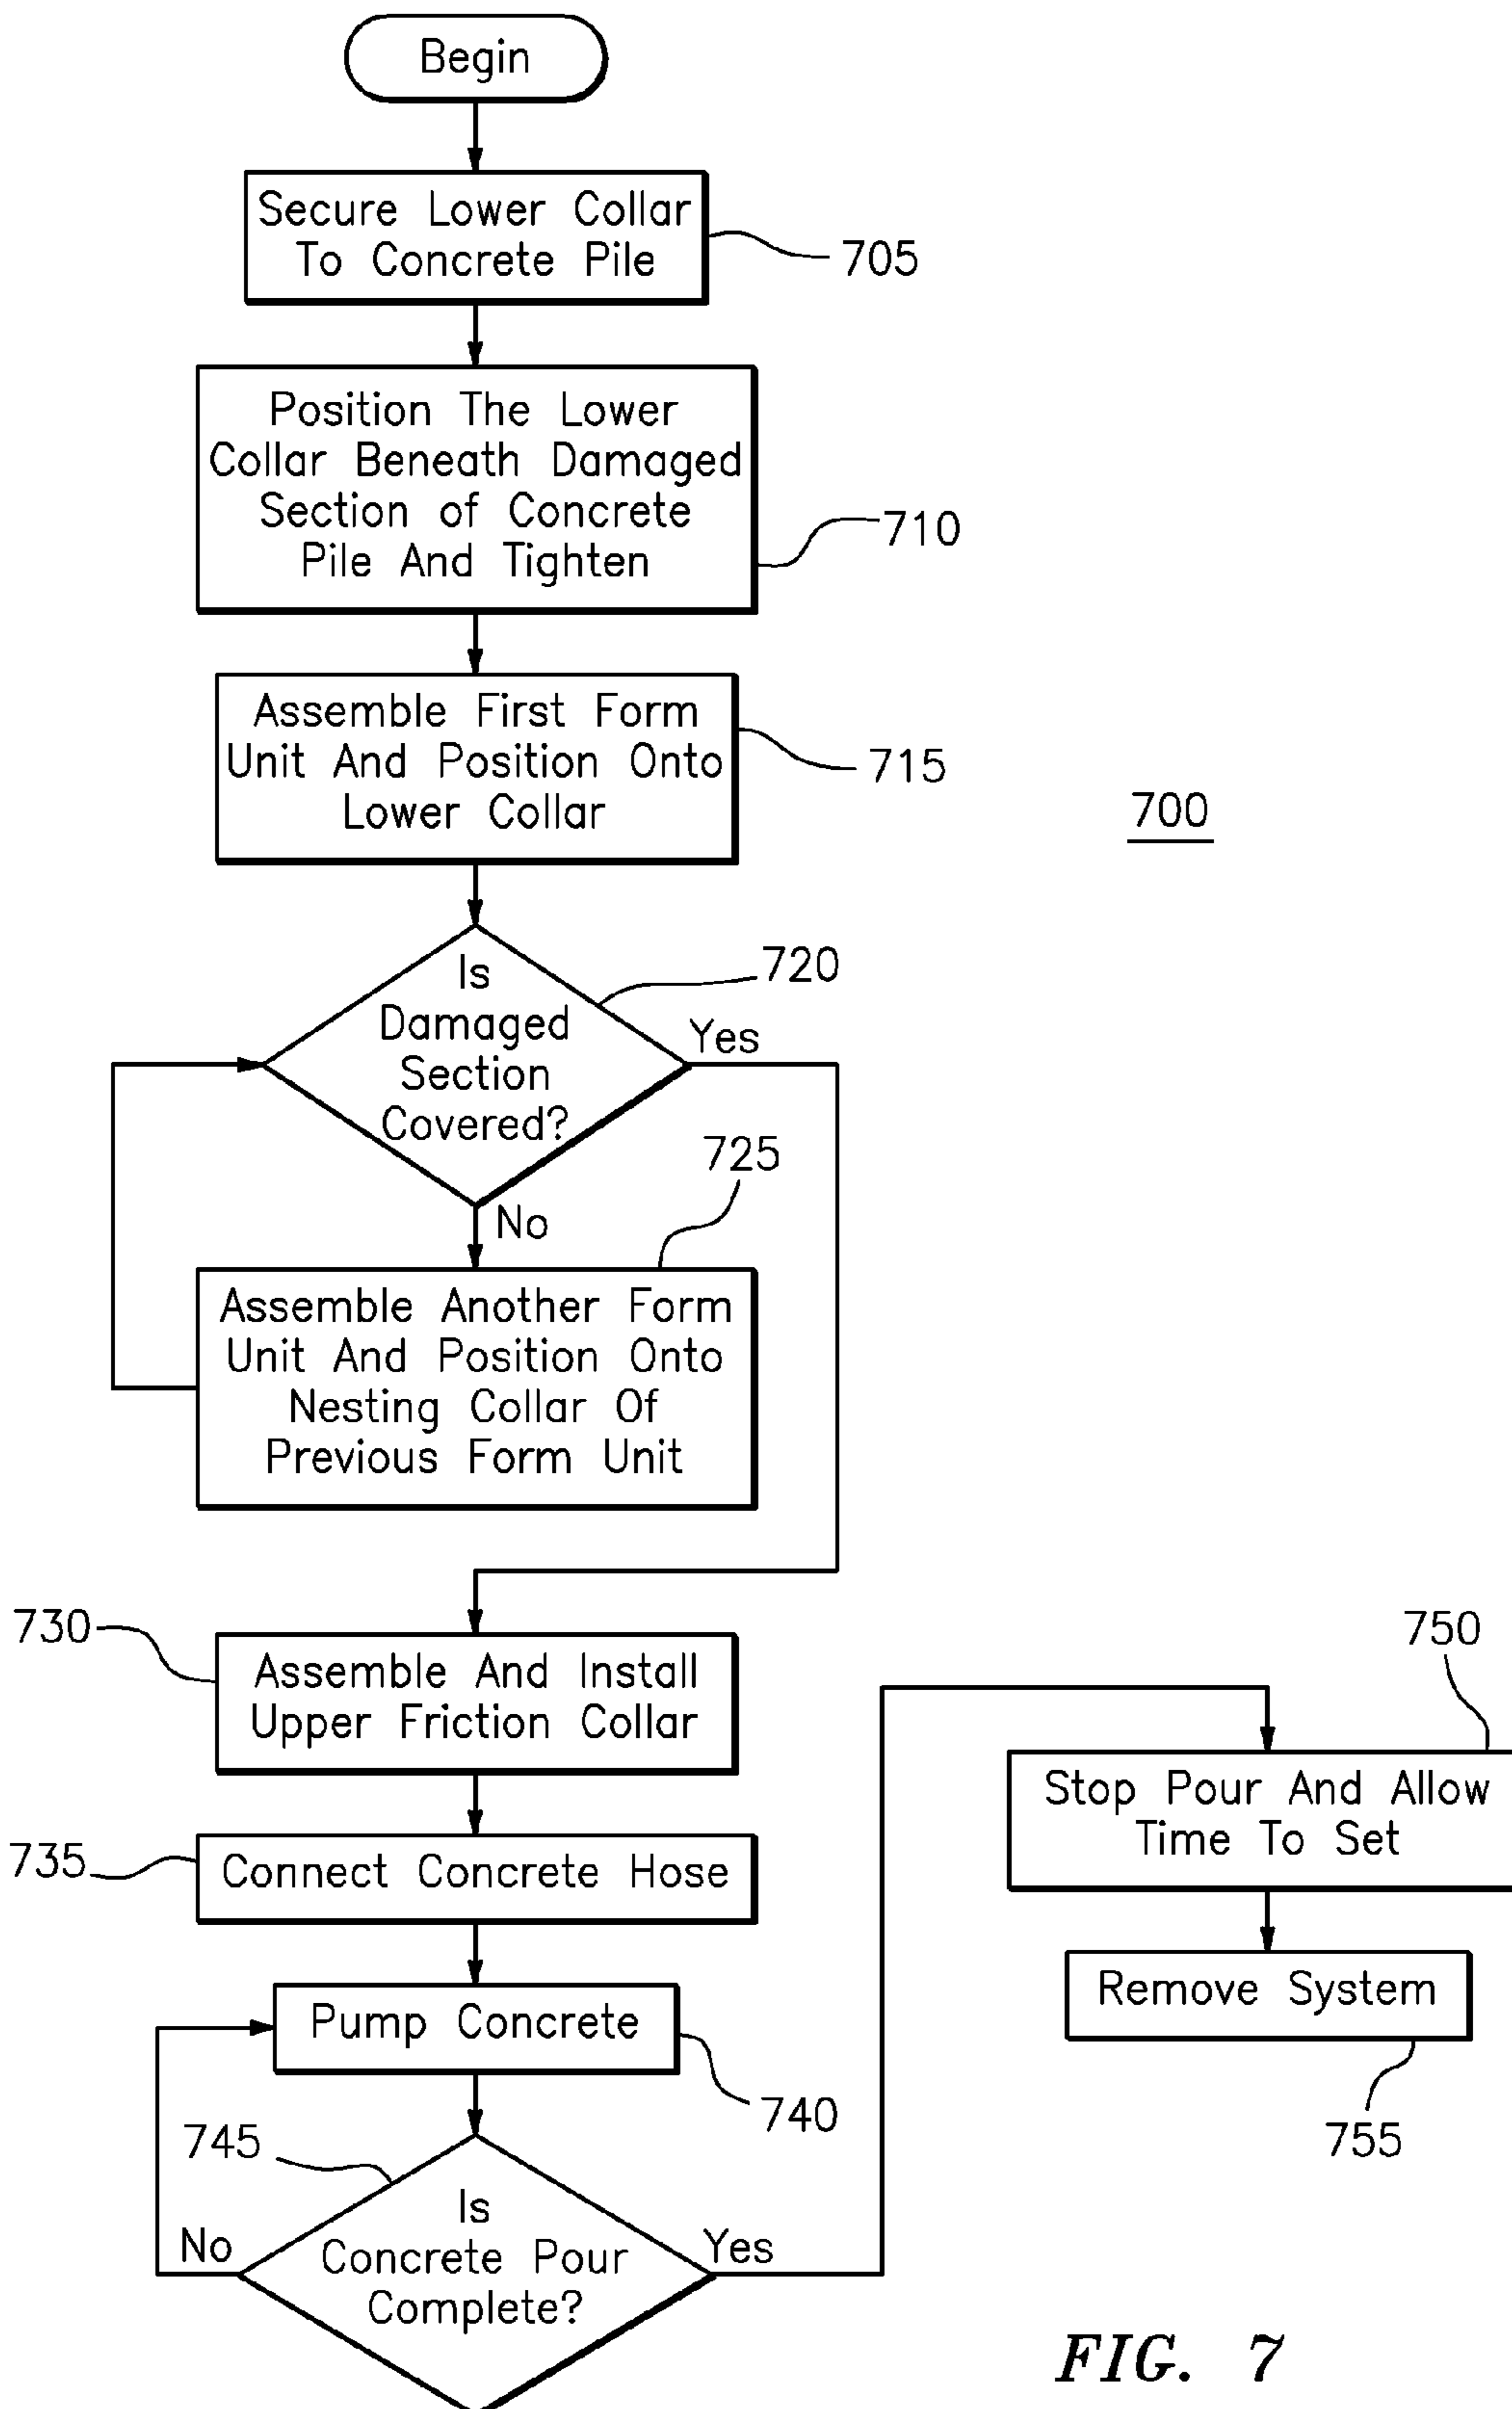 Begin
Secure Lower Collar
To Concrete Pile
705
Position The Lower
Collar Beneath Damaged
Section of Concrete
Pile And Tighten
710
Assemble First Form
Unit And Position Onto
Lower Collar
715
700
Is
Damaged
Section
Covered?
720
Yes
No
725
Assemble Another Form
Unit And Position Onto
Nesting Collar Of
Previous Form Unit
730
Assemble And Install
Upper Friction Collar
735
Connect Concrete Hose
Pump Concrete
740
745
Is
Concrete Pour
Complete?
No
Yes
750
Stop Pour And Allow
Time To Set
Remove System
755
FIG. 7